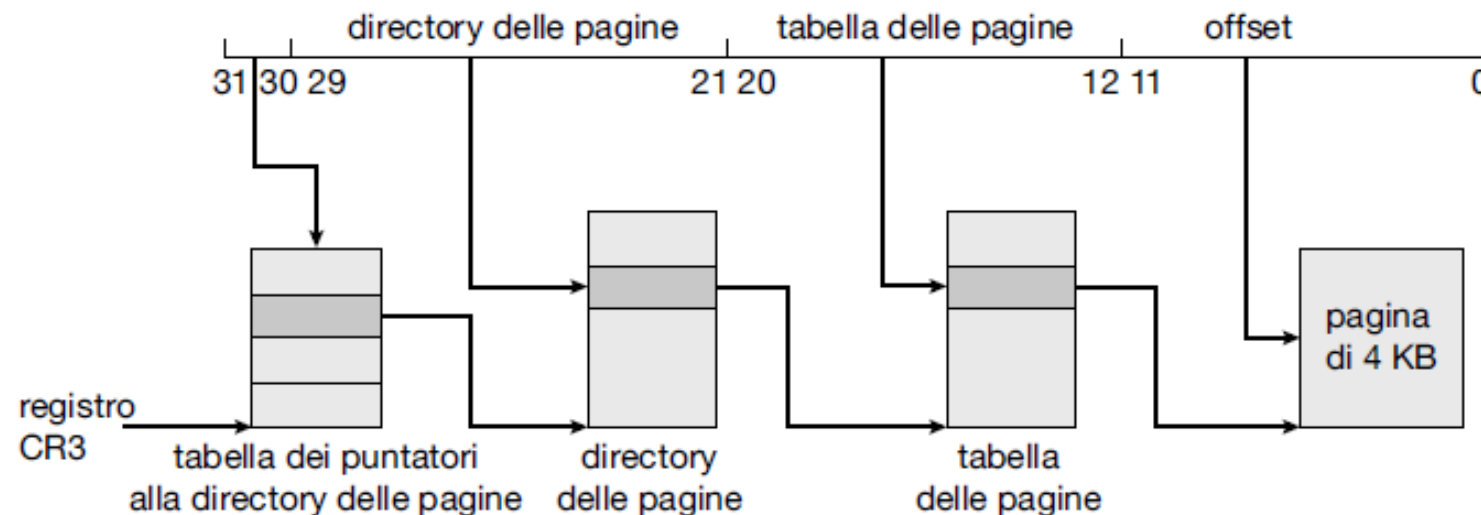 directory delle pagine tabella delle pagine offset
31 30 29 21 20 12 11 0
pagina
di 4 KB
registro
CR3
tabella dei puntatori
alla directory delle pagine
directory
delle pagine
tabella
delle pagine